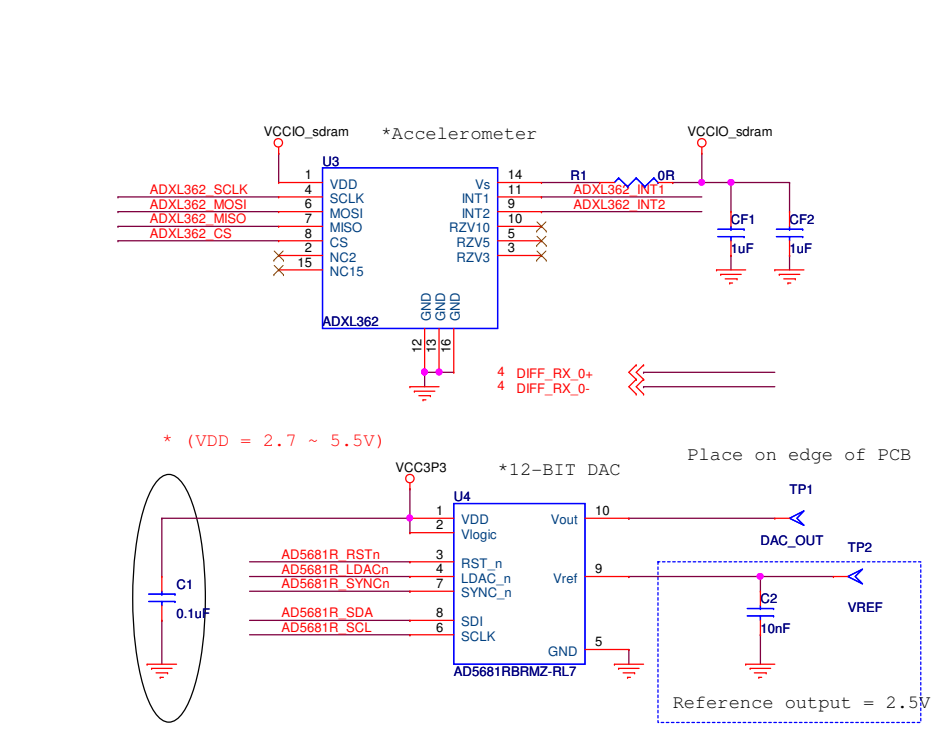 VCCIO_sdram
*Accelerometer
VCCIO_sdram
U3
1 VDD
ADXL362_SCLK 4 SCLK
ADXL362_MOSI 6 MOSI
ADXL362_MISO 7 MISO
ADXL362_CS 8 CS
2 NC2
15 NC15
Vs 14 R1 0R
INT1 11 ADXL362_INT1
INT2 9 ADXL362_INT2
RZV10 10
RZV5 5
RZV3 3
CF1
1uF
CF2
1uF
GND GND GND
ADXL362
12 13 16
4 DIFF_RX_0+
4 DIFF_RX_0-
* (VDD = 2.7 ~ 5.5V)
VCC3P3
*12-BIT DAC
Place on edge of PCB
U4
1 VDD
2 Vlogic
AD5681R_RSTn 3 RST_n
AD5681R_LDACn 4 LDAC_n
AD5681R_SYNCn 7 SYNC_n
AD5681R_SDA 8 SDI
AD5681R_SCL 6 SCLK
Vout 10
Vref 9
GND 5
AD5681RBRMZ-RL7
C1
0.1uF
TP1
DAC_OUT
TP2
VREF
C2
10nF
Reference output = 2.5V